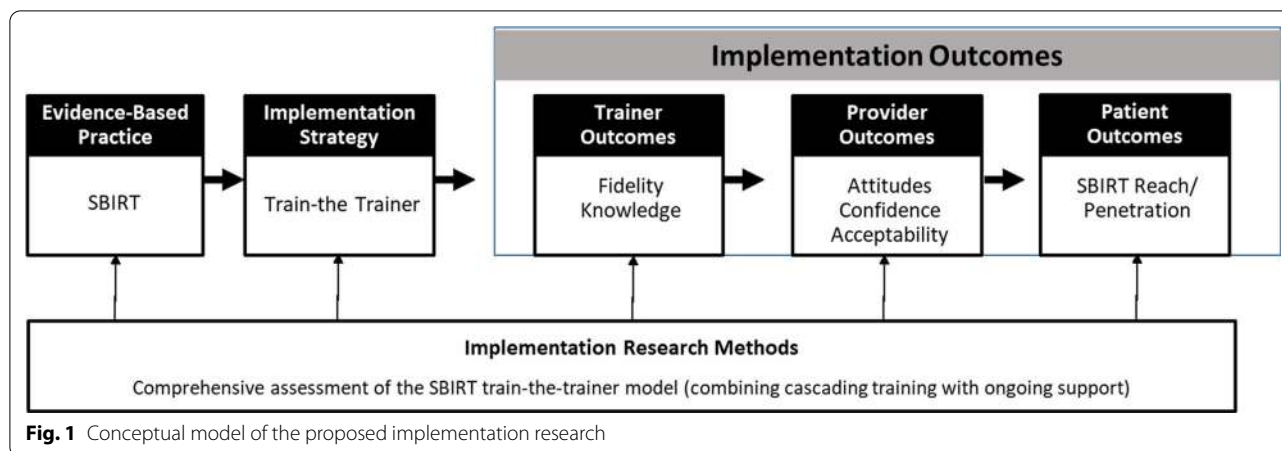 Implementation Outcomes
Evidence-Based
Practice
SBIRT
Implementation
Strategy
Train-the Trainer
Trainer
Outcomes
Fidelity
Knowledge
Provider
Outcomes
Attitudes
Confidence
Acceptability
Patient
Outcomes
SBIRT Reach/
Penetration
Implementation Research Methods
Comprehensive assessment of the SBIRT train-the-trainer model (combining cascading training with ongoing support)
Fig. 1 Conceptual model of the proposed implementation research